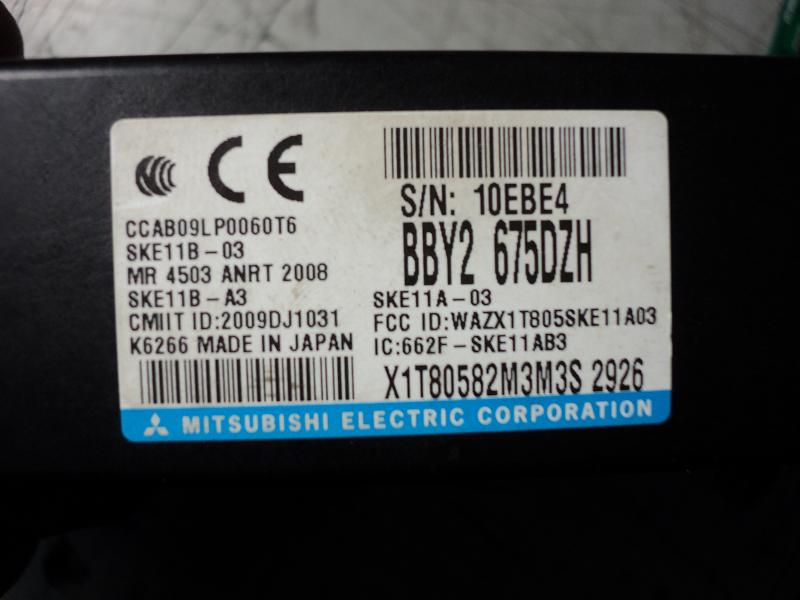 CE
CCAB09LP0060T6
SKE11B-03
MR 4503 ANRT 2008
SKE11B-A3
CMIIT ID:2009DJ1031
K6266 MADE IN JAPAN
S/N: 10EBE4
BBY2 675DZH
SKE11A-03
FCC ID:WAZX1T805SKE11A03
IC:662F-SKE11AB3
X1T80582M3M3S 2926
MITSUBISHI ELECTRIC CORPORATION